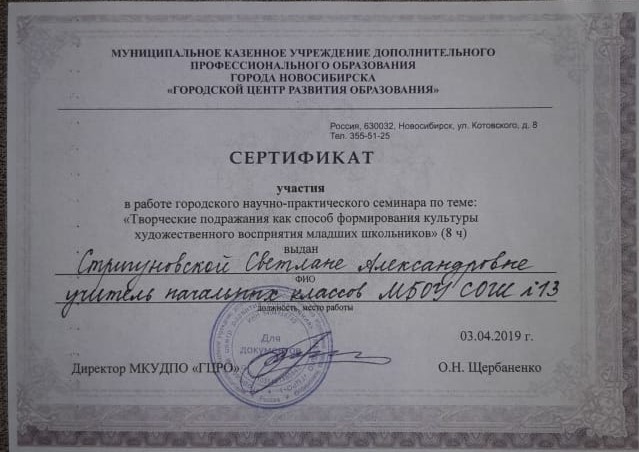 МУНИЦИПАЛЬНОЕ КАЗЕННОЕ УЧРЕЖДЕНИЕ ДОПОЛНИТЕЛЬНОГО
ПРОФЕССИОНАЛЬНОГО ОБРАЗОВАНИЯ
ГОРОДА НОВОСИБИРСКА
«ГОРОДСКОЙ ЦЕНТР РАЗВИТИЯ ОБРАЗОВАНИЯ»
Россия, 630032, Новосибирск, ул. Котовского, д. 8
Тел. 355-51-25
СЕРТИФИКАТ
участия
в работе городского научно-практического семинара по теме:
«Творческие подражания как способ формирования культуры
художественного восприятия младших школьников» (8 ч)
выдан
Стригуновской Светлане Александровне
ФИО
учитель начальных классов МБОУ СОШ №13
должность, место работы
Для
документов
03.04.2019 г.
Директор МКУДПО «ГЦРО» О.Н. Щербаненко